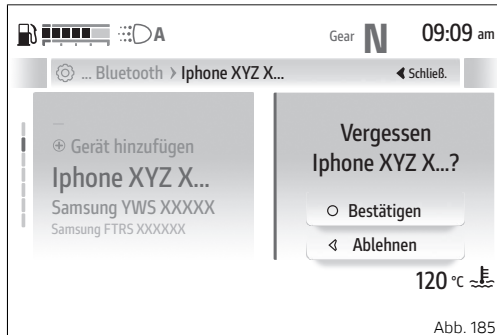 A
Gear N
09:09 am
... Bluetooth › Iphone XYZ X...
Schließ.
Gerät hinzufügen
Iphone XYZ X...
Samsung YWS XXXXX
Samsung FTRS XXXXXX
Vergessen
Iphone XYZ X...?
Bestätigen
Ablehnen
120 °C
Abb. 185